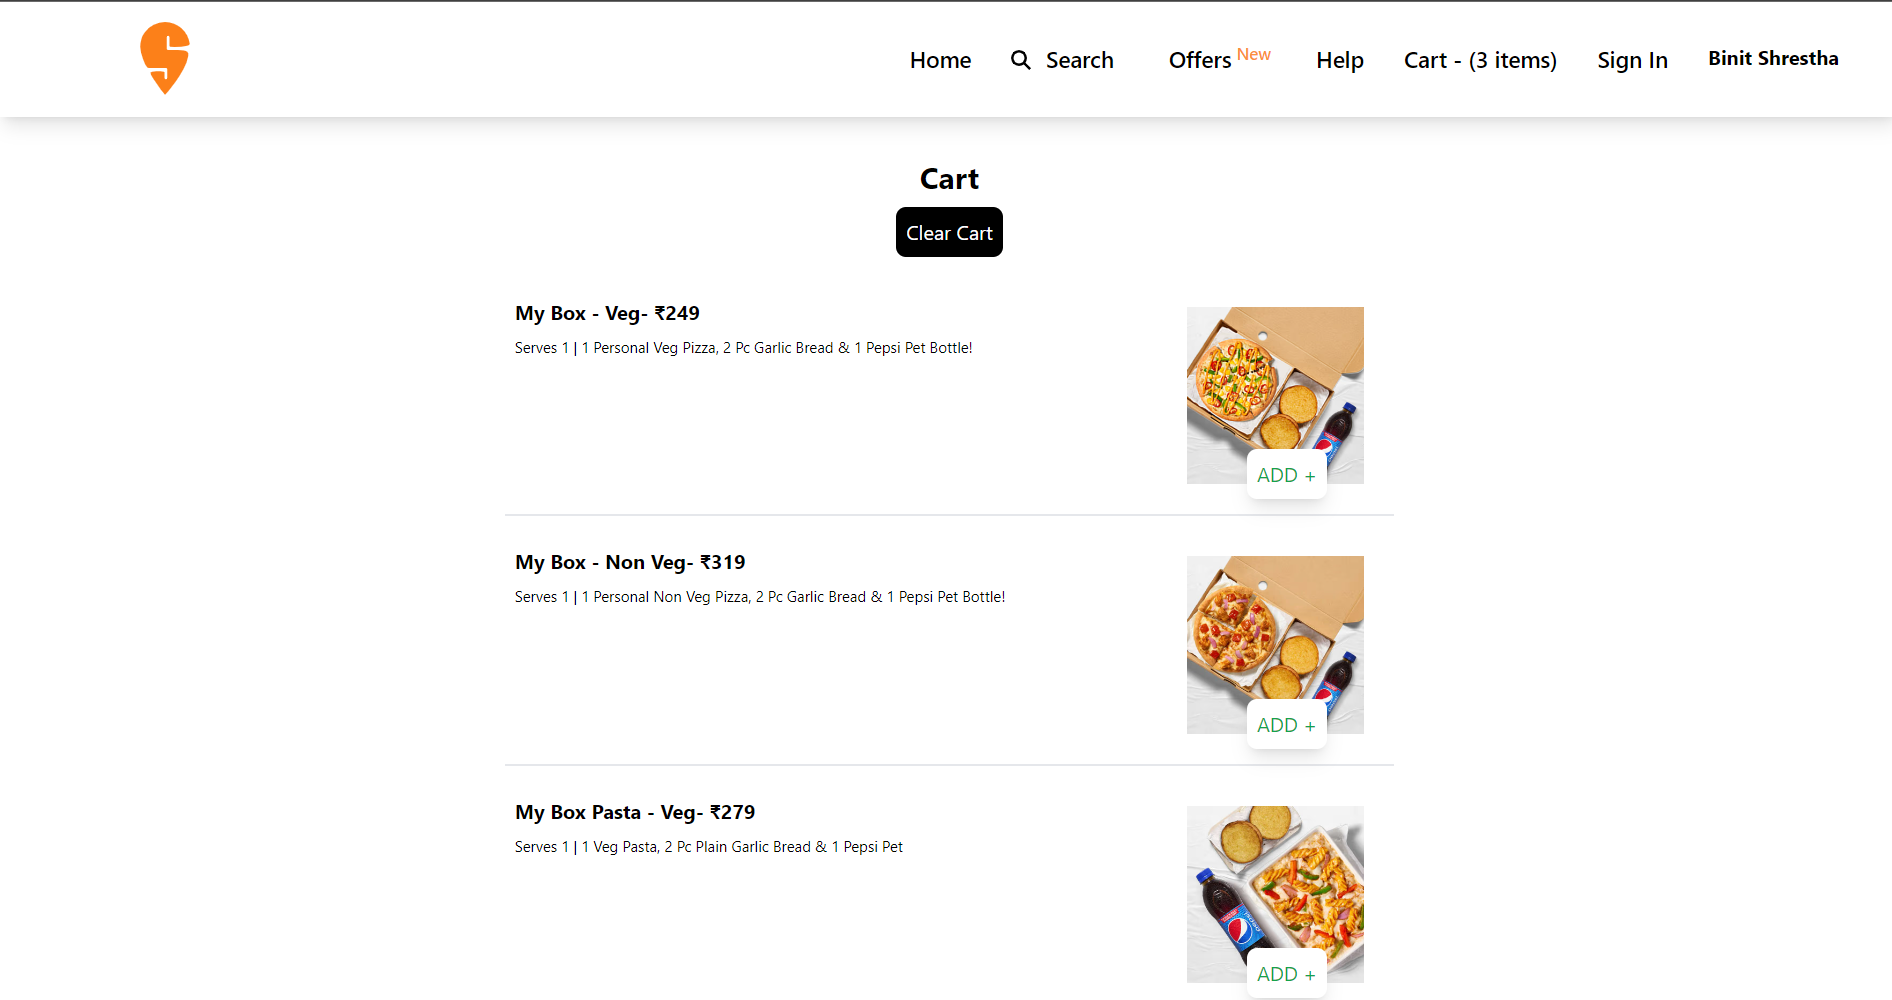 Home Search Offers New Help Cart - (3 items) Sign In Binit Shrestha
Cart
Clear Cart
My Box - Veg- ₹249
Serves 1 | 1 Personal Veg Pizza, 2 Pc Garlic Bread & 1 Pepsi Pet Bottle!
ADD +
My Box - Non Veg- ₹319
Serves 1 | 1 Personal Non Veg Pizza, 2 Pc Garlic Bread & 1 Pepsi Pet Bottle!
ADD +
My Box Pasta - Veg- ₹279
Serves 1 | 1 Veg Pasta, 2 Pc Plain Garlic Bread & 1 Pepsi Pet
pepsi
ADD +